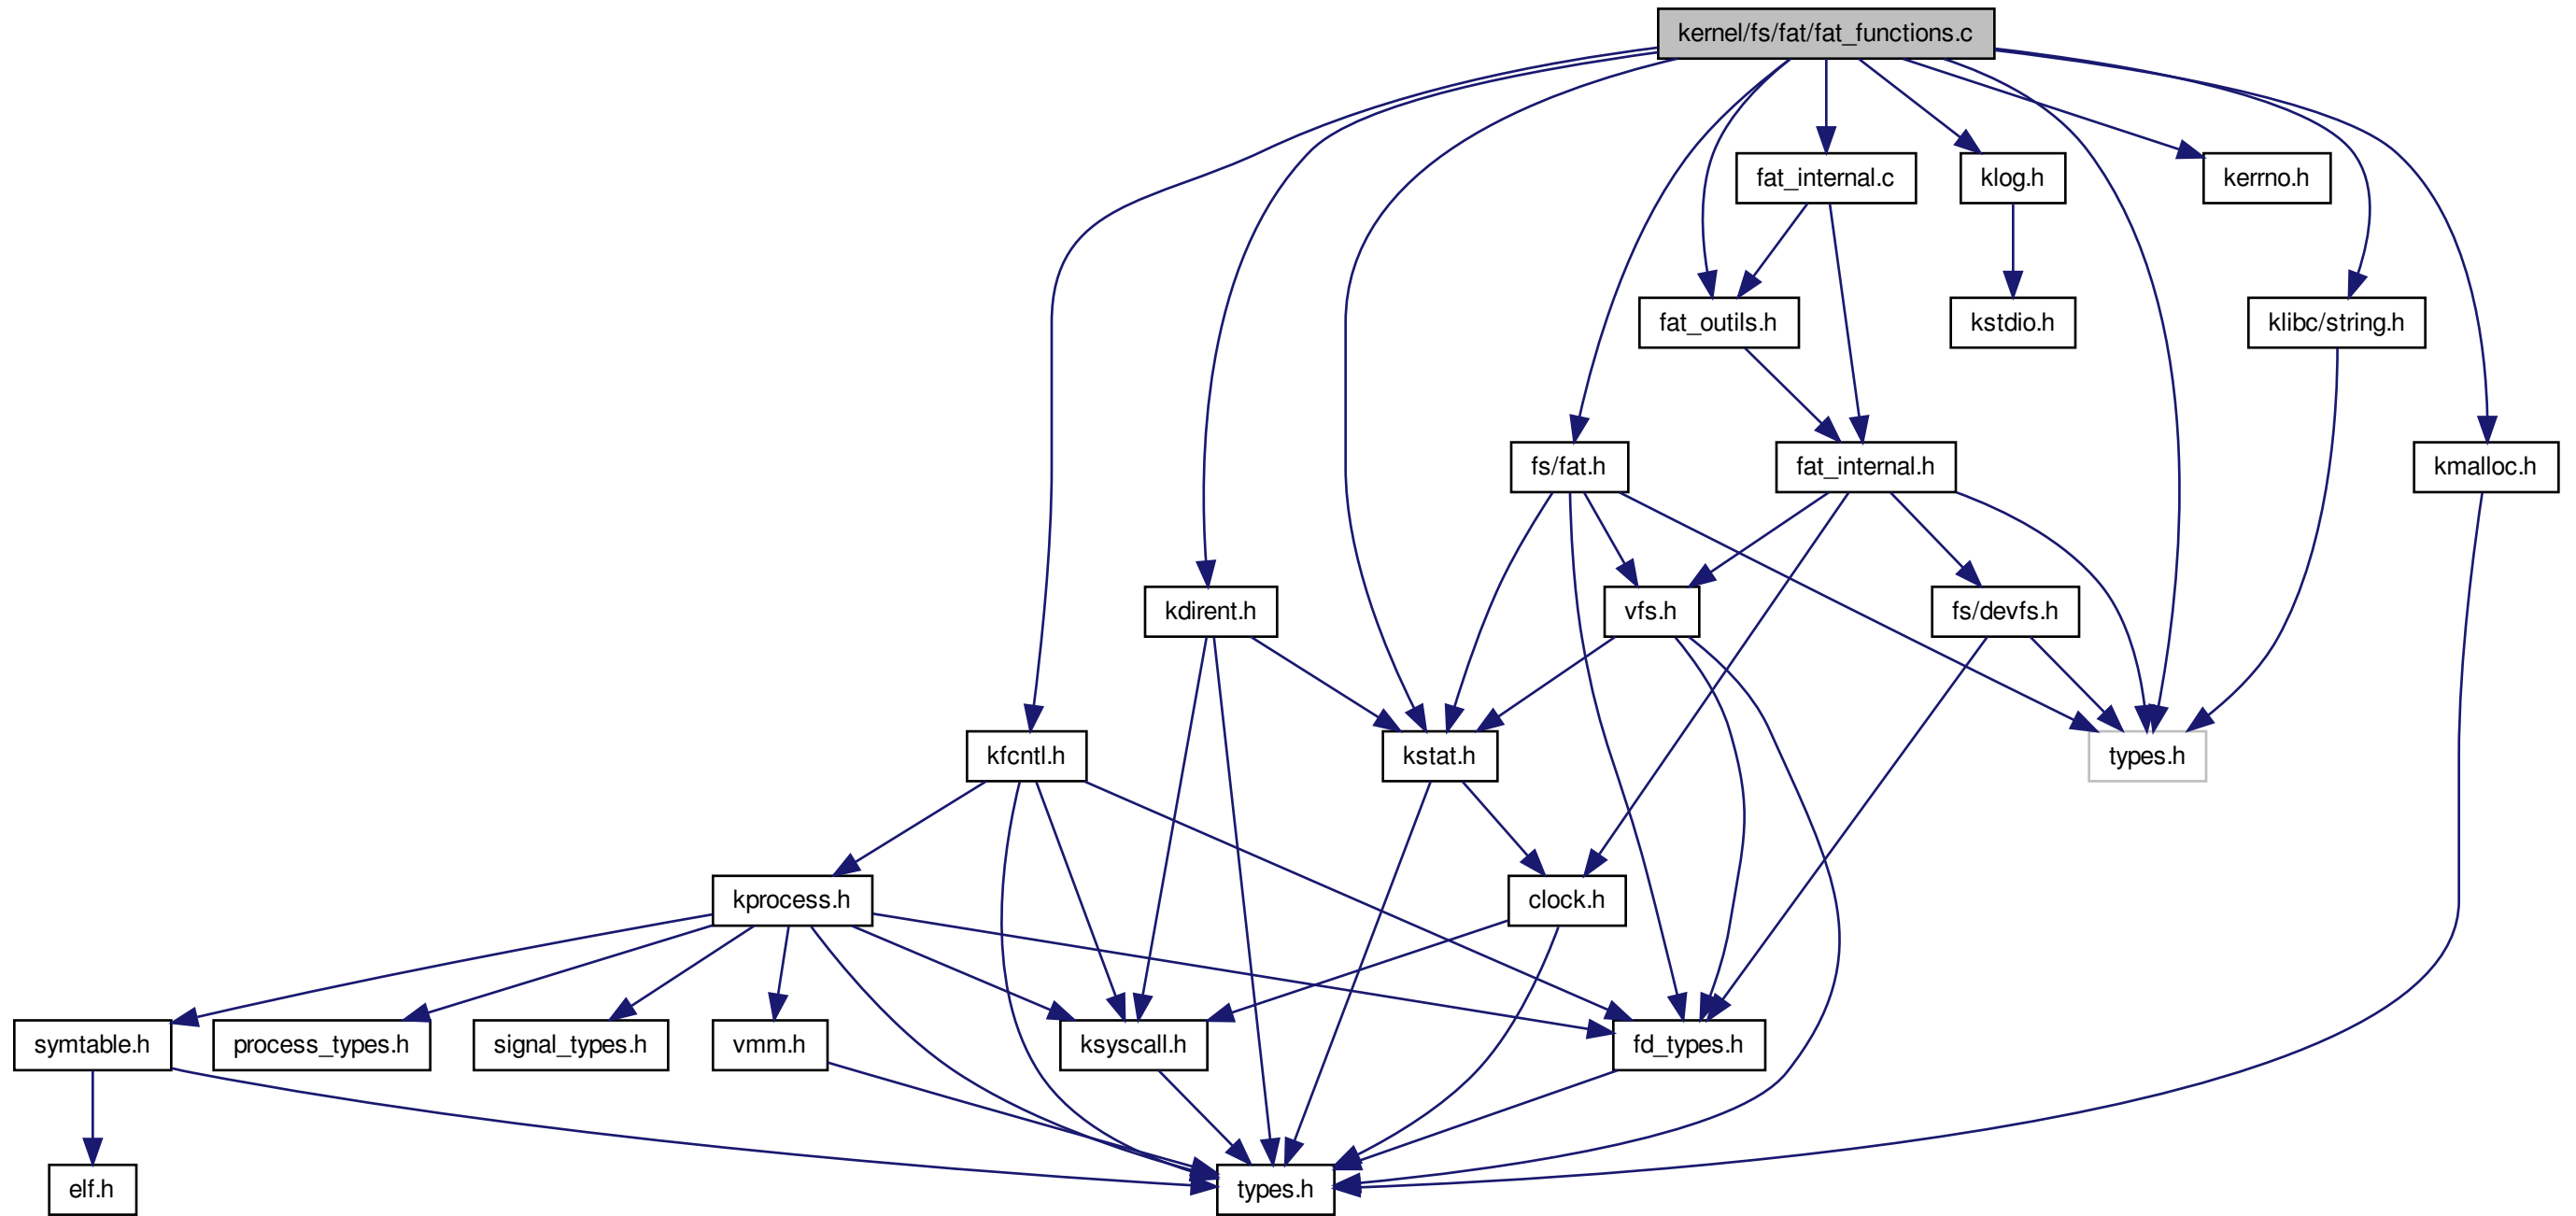 kernel/fs/fat/fat_functions.c
fat_internal.c
klog.h
kerrno.h
fat_outils.h
kstdio.h
klibc/string.h
fs/fat.h
fat_internal.h
kmalloc.h
kdirent.h
vfs.h
fs/devfs.h
kfcntl.h
kstat.h
types.h
kprocess.h
clock.h
symtable.h
process_types.h
signal_types.h
vmm.h
ksyscall.h
fd_types.h
elf.h
types.h